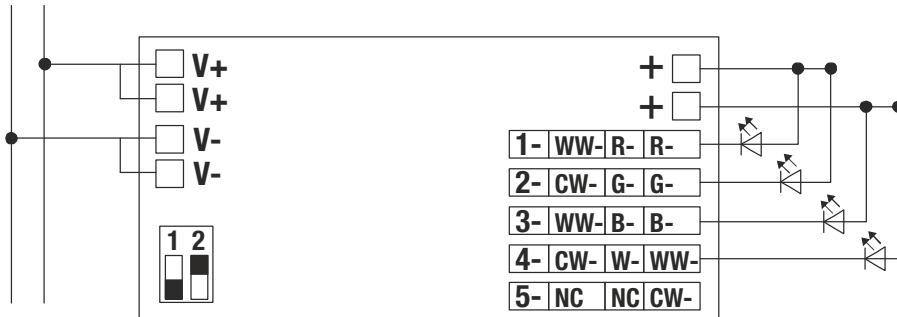 V+ +
V+ +
V- 1- WW- R- R-
V- 2- CW- G- G-
3- WW- B- B-
1 2
4- CW- W- WW-
5- NC NC CW-